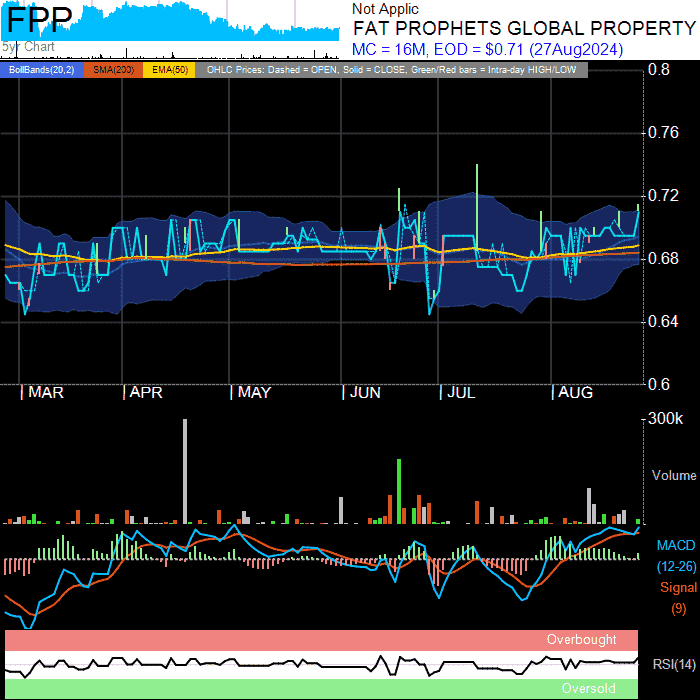 FPP
5yr Chart
Not Applic
FAT PROPHETS GLOBAL PROPERTY
MC = 16M, EOD = $0.71 (27Aug2024)
BollBands(20,2) SMA(200) EMA(50) OHLC Prices: Dashed = OPEN, Solid = CLOSE, Green/Red bars = Intra-day HIGH/LOW
0.8
0.76
0.72
0.68
0.64
0.6
MAR APR MAY JUN JUL AUG
300k
Volume
MACD
(12-26)
Signal
(9)
Overbought
RSI(14)
Oversold